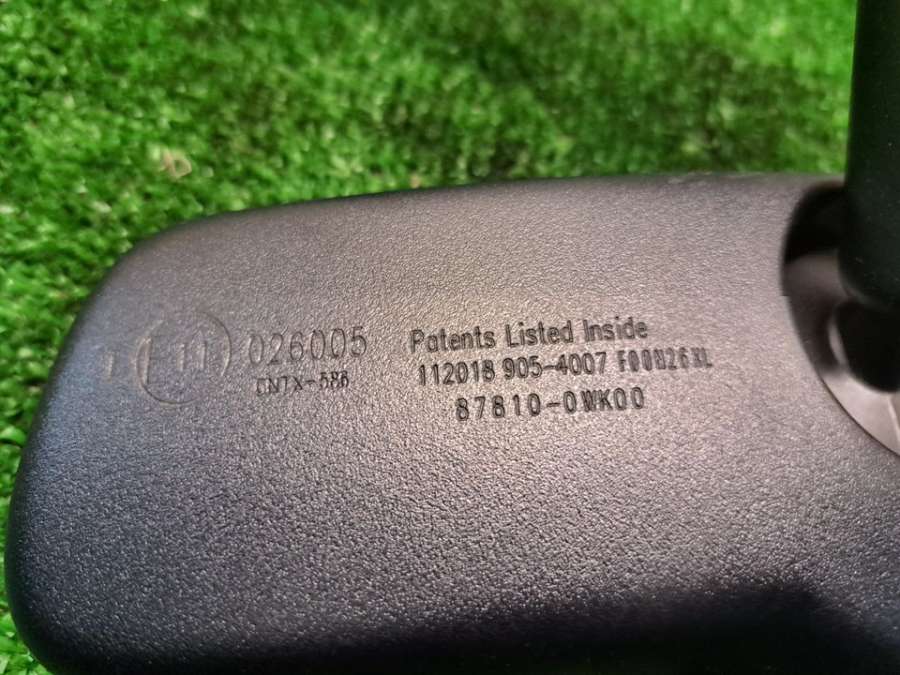 026005
Patents Listed Inside
112018 905-4007
87810-0WK00